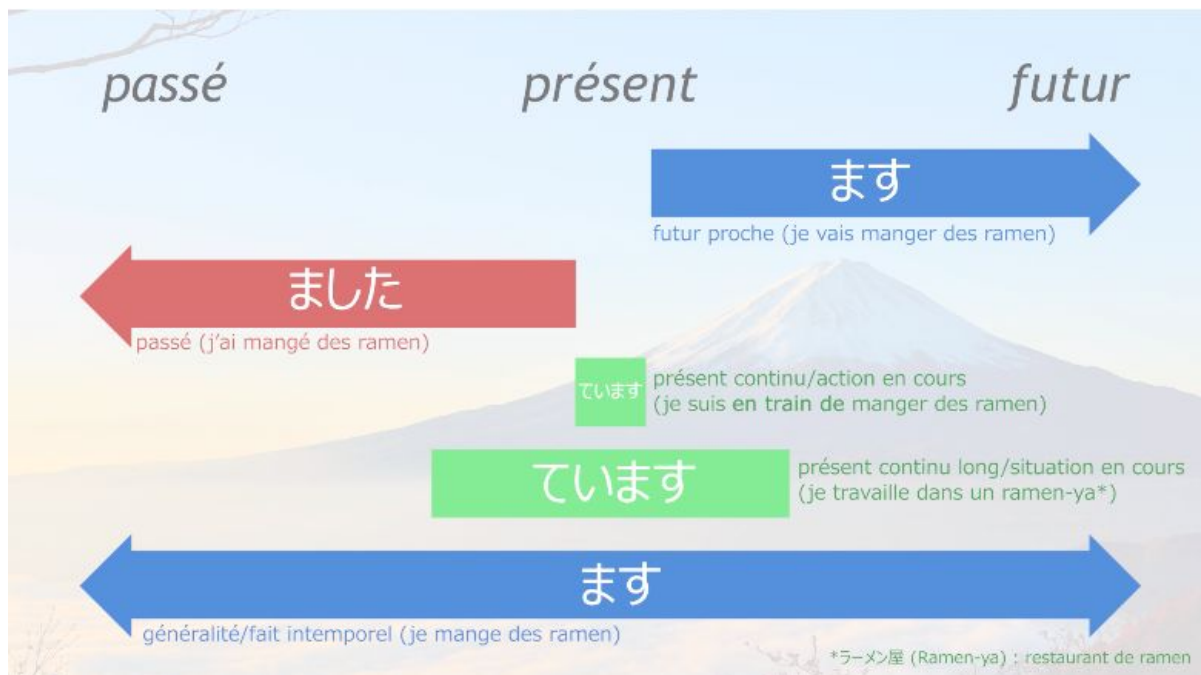 passé présent futur
ます
futur proche (je vais manger des ramen)
ました
passé (j'ai mangé des ramen)
ています
présent continu/action en cours
(je suis en train de manger des ramen)
ています
présent continu long/situation en cours
(je travaille dans un ramen-ya*)
ます
généralité/fait intemporel (je mange des ramen)
*ラーメン屋 (Ramen-ya) : restaurant de ramen